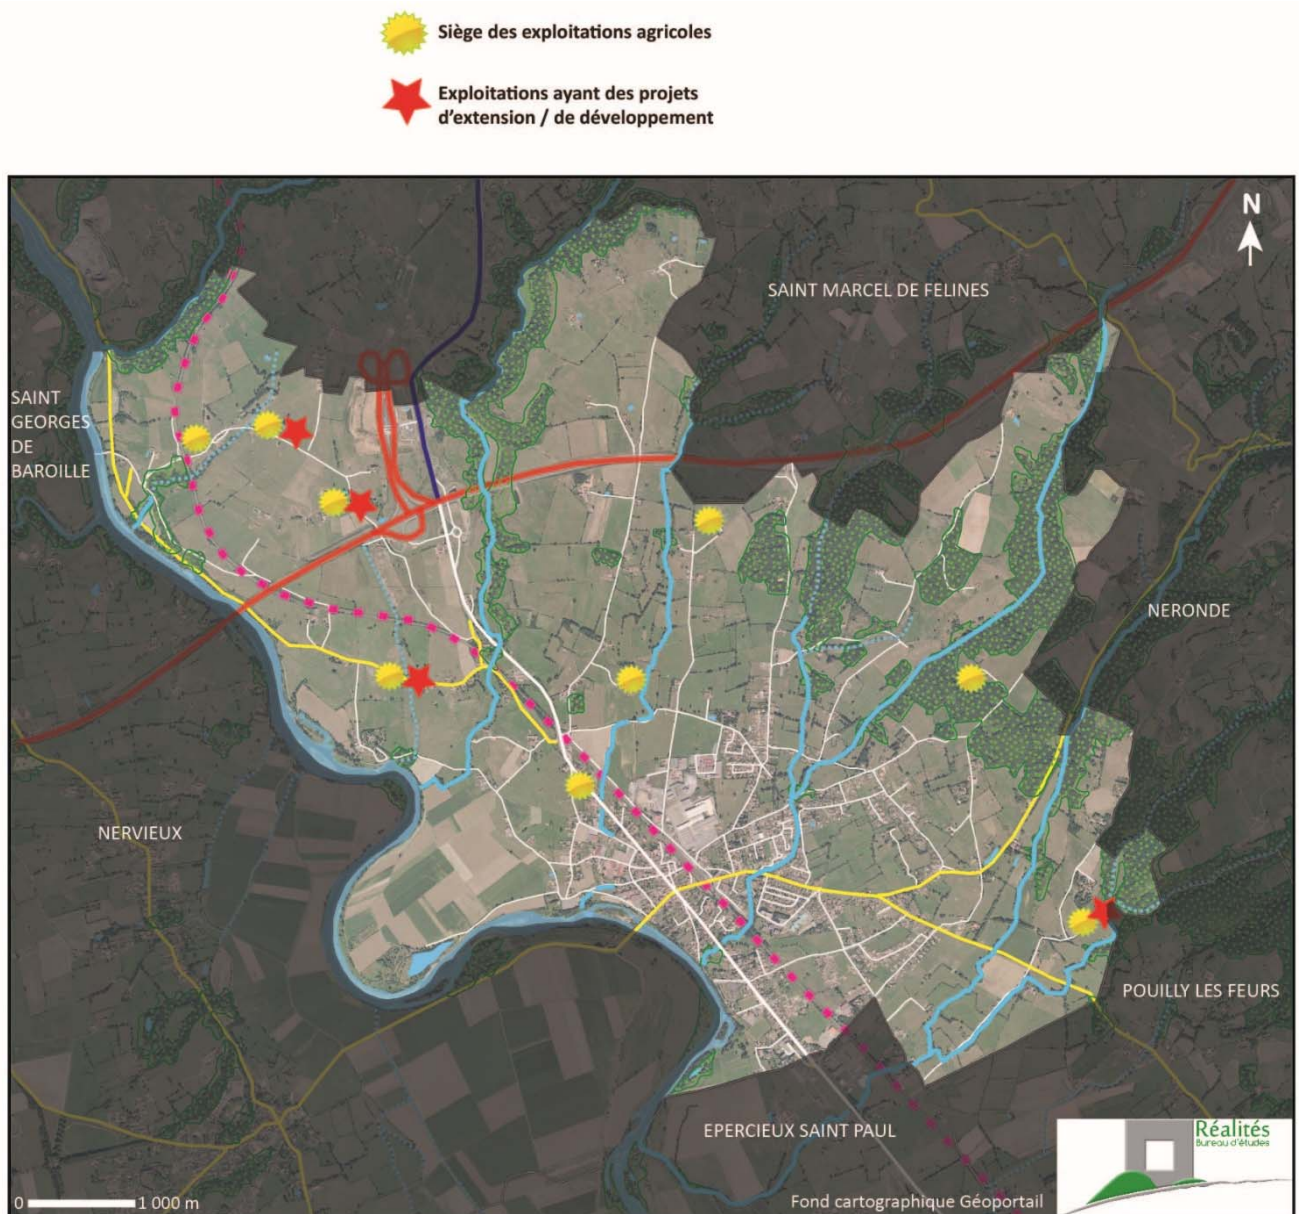 Siège des exploitations agricoles
Exploitations ayant des projets
d'extension / de développement
N
SAINT MARCEL DE FELINES
SAINT
GEORGES
DE
BAROILLE
NERONDE
NERVIEUX
POUILLY LES FEURS
EPERCIEUX SAINT PAUL
Réalités
Bureau d'études
0 1 000 m
Fond cartographique Géoportail